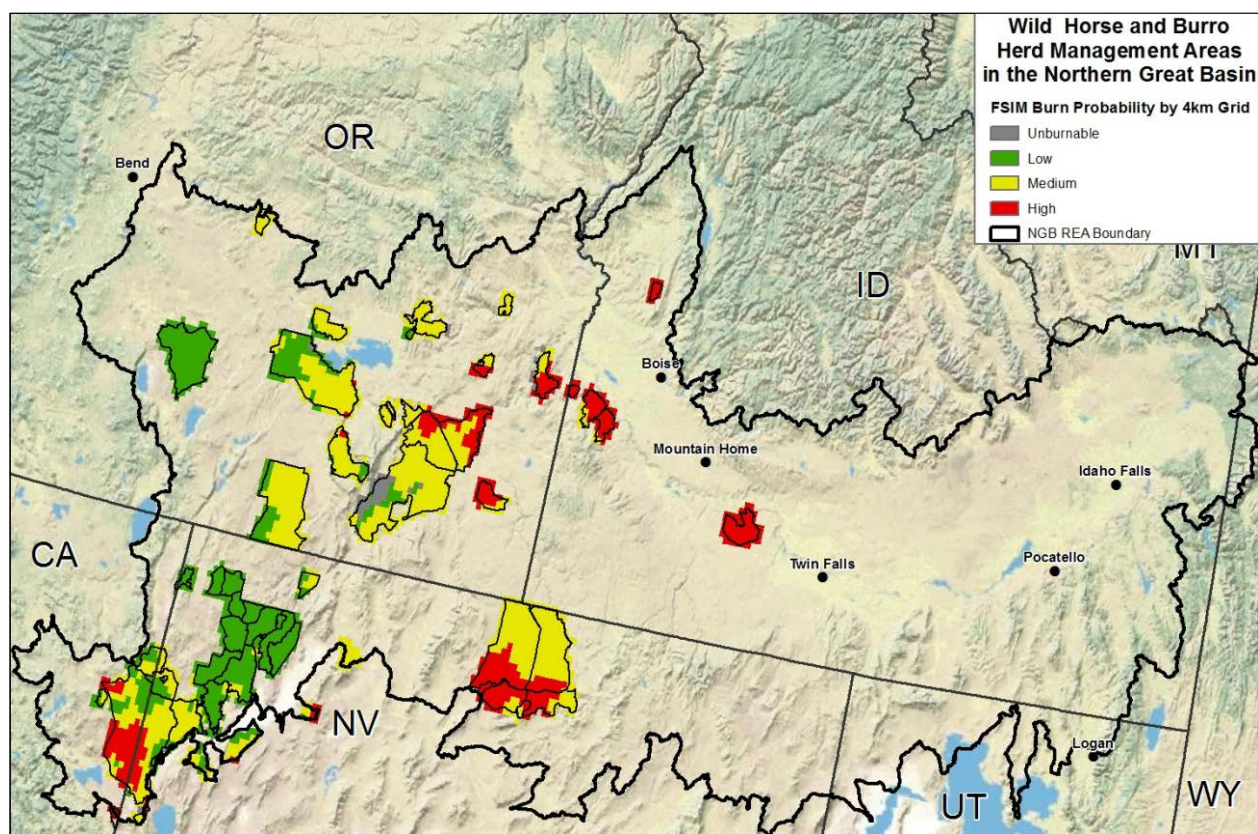 Wild Horse and Burro
Herd Management Areas
in the Northern Great Basin
FSIM Burn Probability by 4km Grid
Unburnable
Low
Medium
High
NGB REA Boundary
OR
Bend
MT
ID
Boise
Mountain Home
Idaho Falls
CA
Twin Falls
Pocatello
NV
Logan
UT
WY